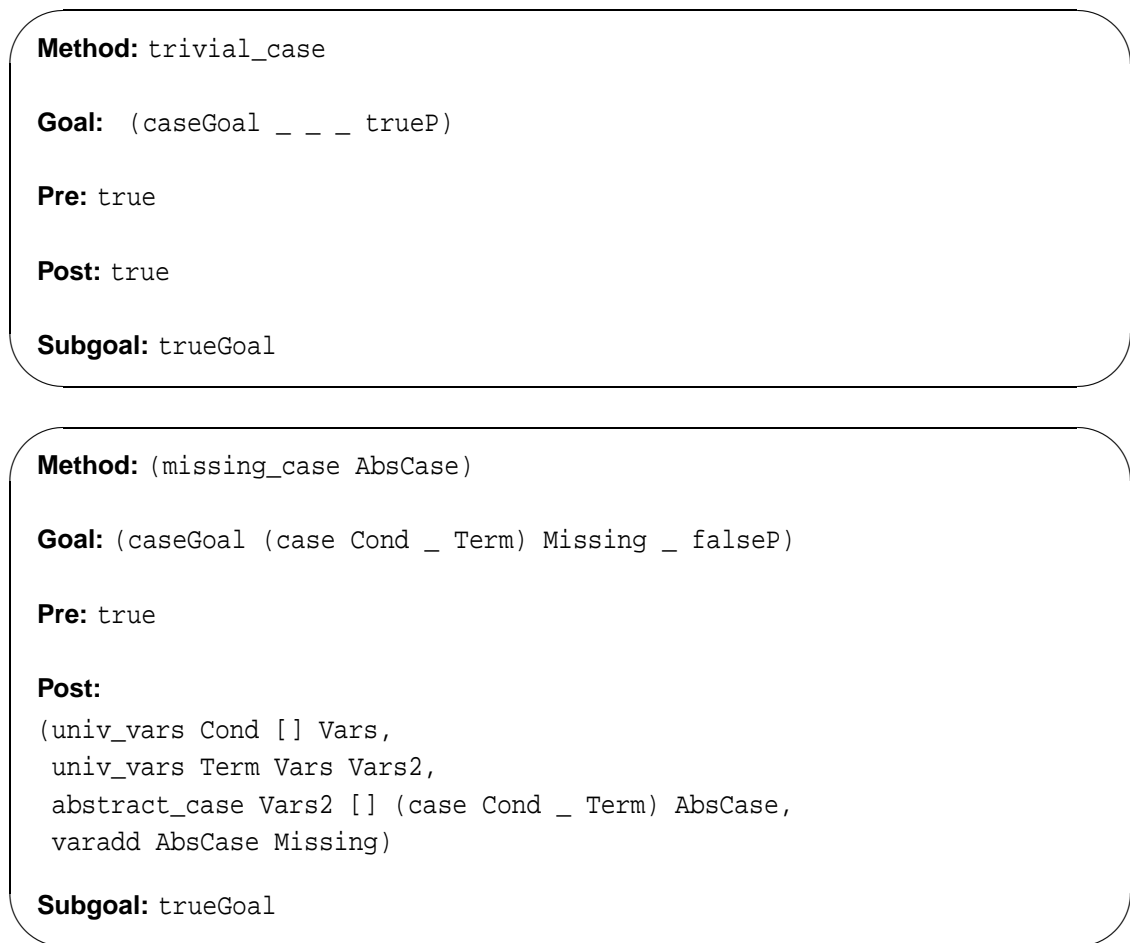 Method: trivial_case
Goal: (caseGoal _ _ _ trueP)
Pre: true
Post: true
Subgoal: trueGoal
Method: (missing_case AbsCase)
Goal: (caseGoal (case Cond _ Term) Missing _ falseP)
Pre: true
Post:
(univ_vars Cond [] Vars,
univ_vars Term Vars Vars2,
abstract_case Vars2 [] (case Cond _ Term) AbsCase,
varadd AbsCase Missing)
Subgoal: trueGoal